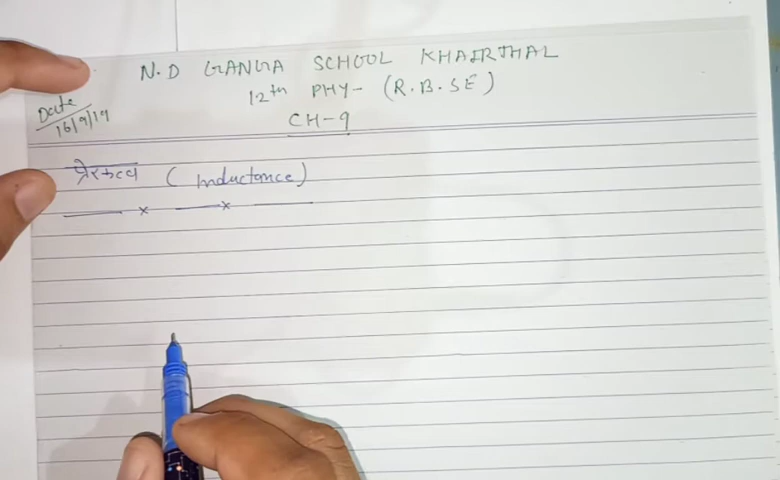 N.D GANGA SCHOOL KHAIRTHAL
12th PHY- (R.B.SE)
Date
16/9/19
CH-9
प्रेरकत्व (Inductance)